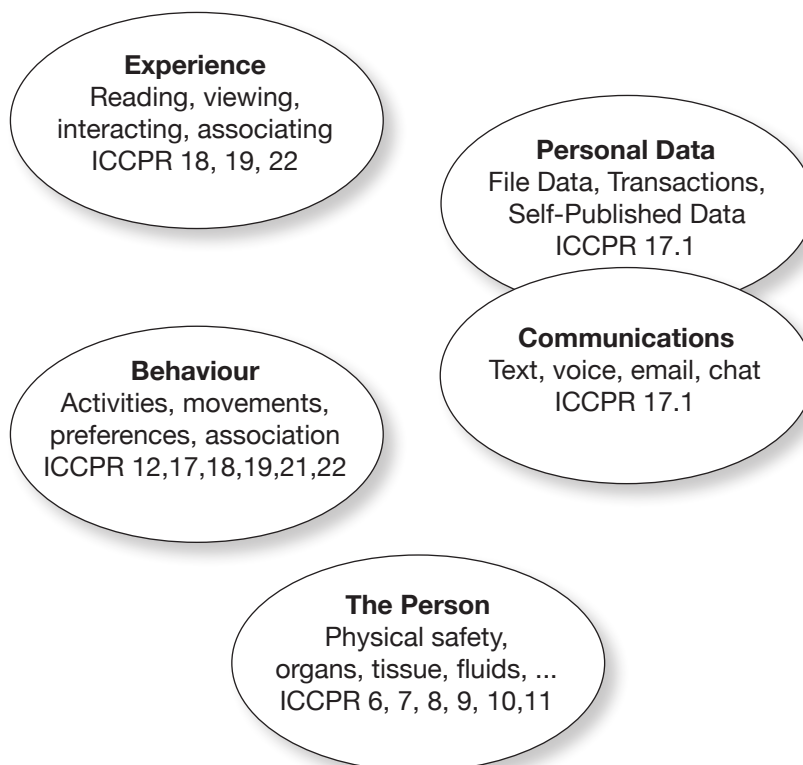 Experience
Reading, viewing,
interacting, associating
ICCPR 18, 19, 22
Personal Data
File Data, Transactions,
Self-Published Data
ICCPR 17.1
Communications
Text, voice, email, chat
ICCPR 17.1
Behaviour
Activities, movements,
preferences, association
ICCPR 12,17,18,19,21,22
The Person
Physical safety,
organs, tissue, fluids, ...
ICCPR 6, 7, 8, 9, 10,11